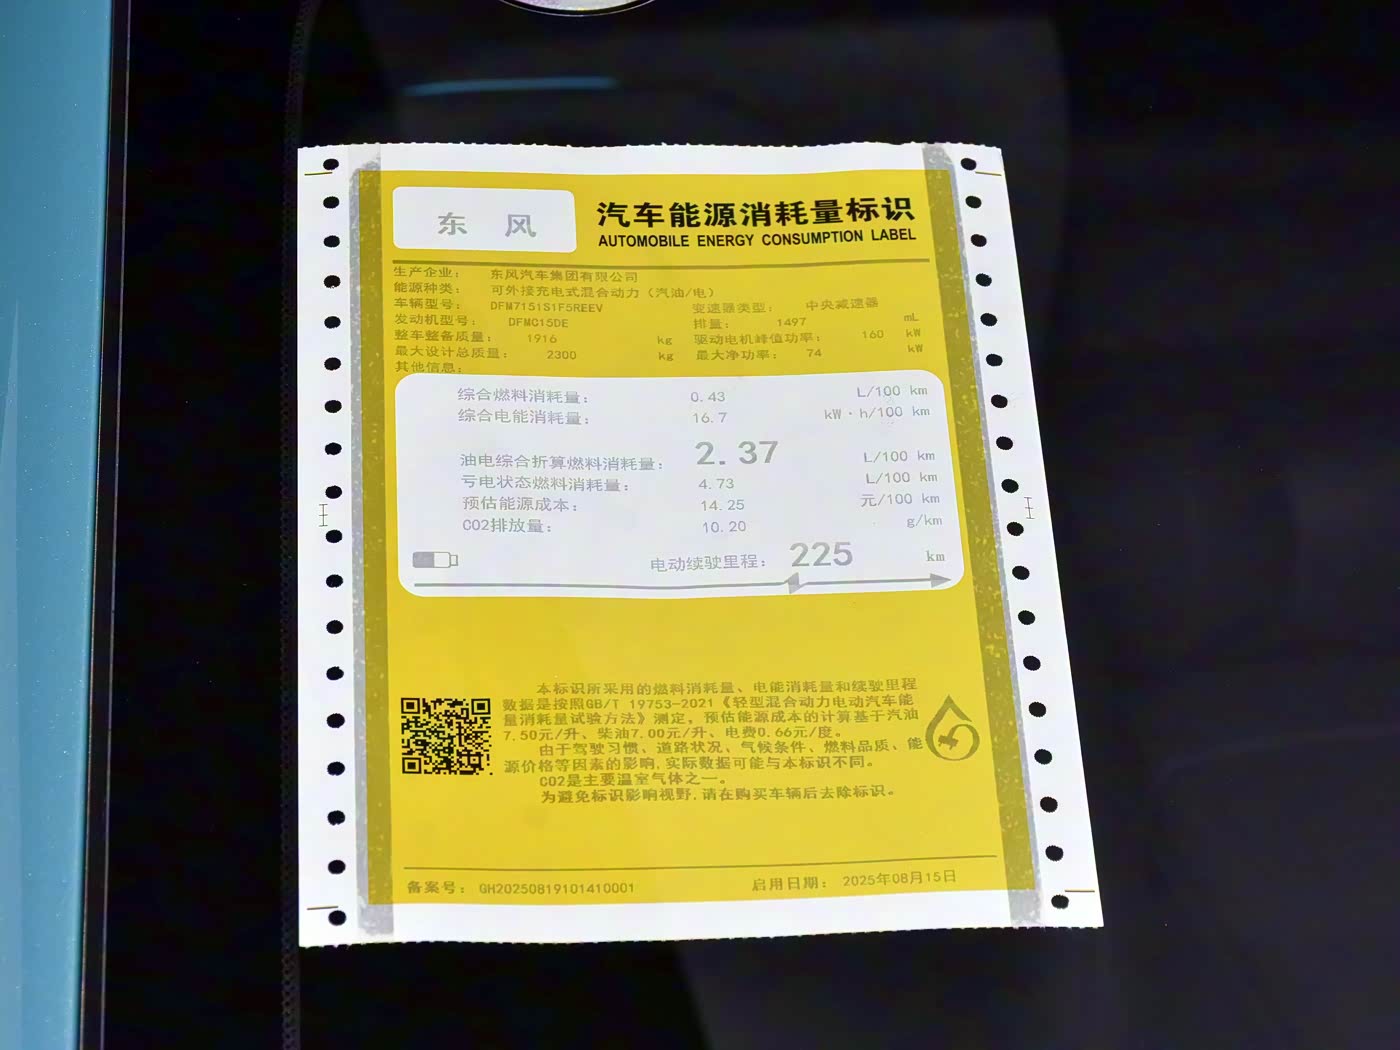 东 风
汽车能源消耗量标识
AUTOMOBILE ENERGY CONSUMPTION LABEL
生产企业: 东风汽车集团有限公司
能源种类: 可外接充电式混合动力（汽油/电）
车辆型号: DFM7151S1F5REEV 变速器类型: 中央减速器
发动机型号: DFMC15DE 排量: 1497 mL
整车整备质量: 1916 kg 驱动电机峰值功率: 160 kW
最大设计总质量: 2300 kg 最大净功率: 74 kW
其他信息:
综合燃料消耗量: 0.43 L/100 km
综合电能消耗量: 16.7 kW·h/100 km
油电综合折算燃料消耗量: 2.37 L/100 km
亏电状态燃料消耗量: 4.73 L/100 km
预估能源成本: 14.25 元/100 km
CO2排放量: 10.20 g/km
电动续驶里程: 225 km
本标识所采用的燃料消耗量、电能消耗量和续驶里程
数据是按照GB/T 19753-2021《轻型混合动力电动汽车能
量消耗量试验方法》测定，预估能源成本的计算基于汽油
7.50元/升、柴油7.00元/升、电费0.66元/度。
由于驾驶习惯、道路状况、气候条件、燃料品质、能
源价格等因素的影响,实际数据可能与本标识不同。
CO2是主要温室气体之一。
为避免标识影响视野,请在购买车辆后去除标识。
备案号: GH20250819101410001 启用日期: 2025年08月15日